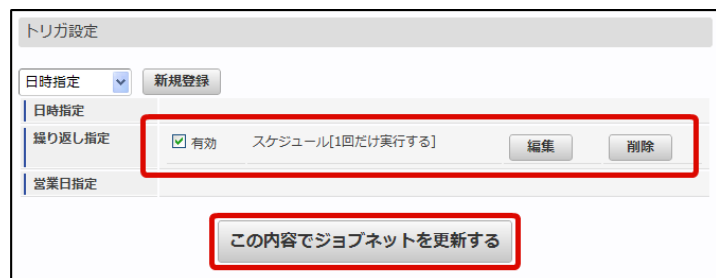 トリガ設定
日時指定 新規登録
日時指定
繰り返し指定 有効 スケジュール[1回だけ実行する] 編集 削除
営業日指定
この内容でジョブネットを更新する